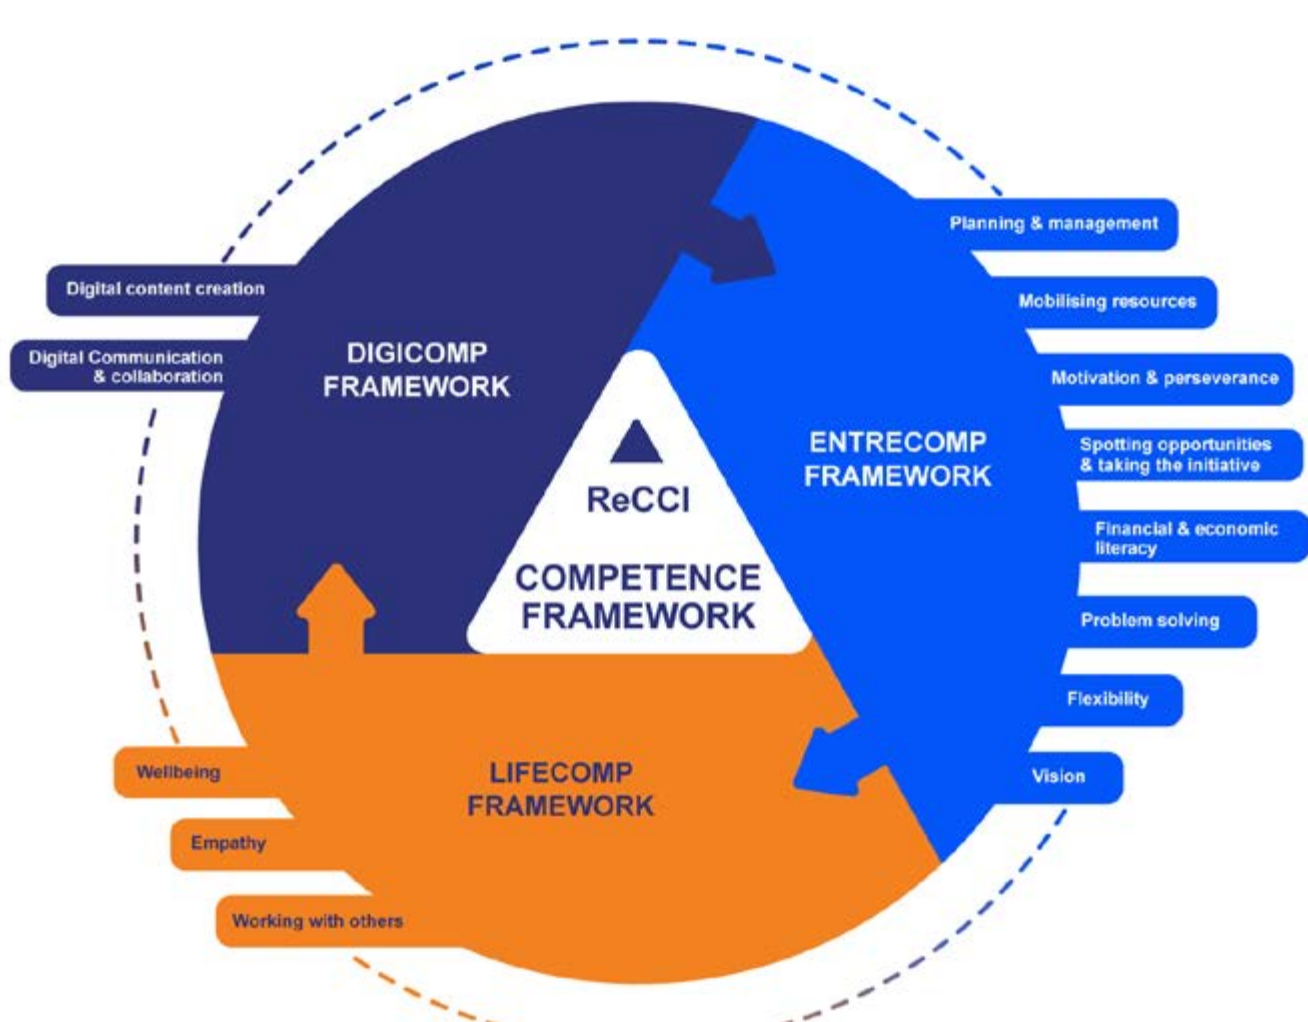 Planning & management
Digital content creation
Mobilising resources
Digital Communication
& collaboration
DIGICOMP
FRAMEWORK
Motivation & perseverance
ENTRECOMP
FRAMEWORK
Spotting opportunities
& taking the initiative
ReCCI
COMPETENCE
FRAMEWORK
Financial & economic
literacy
Problem solving
Flexibility
Wellbeing
LIFECOMP
FRAMEWORK
Vision
Empathy
Working with others